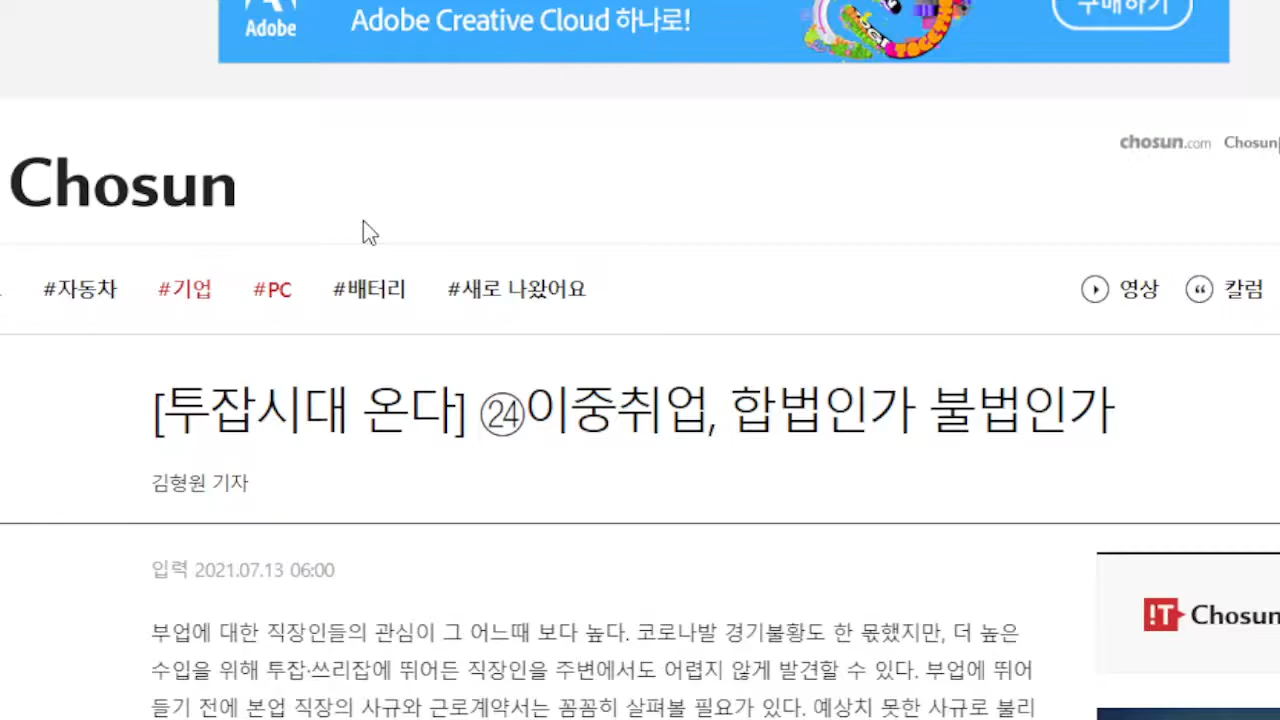 Adobe
Adobe Creative Cloud 하나로!
구매하기
chosun.com Chosun
Chosun
#자동차 #기업 #PC #배터리 #새로 나왔어요 영상 칼럼
[투잡시대 온다] ㉔이중취업, 합법인가 불법인가
김형원 기자
입력 2021.07.13 06:00
부업에 대한 직장인들의 관심이 그 어느때 보다 높다. 코로나발 경기불황도 한 몫했지만, 더 높은
수입을 위해 투잡·쓰리잡에 뛰어든 직장인을 주변에서도 어렵지 않게 발견할 수 있다. 부업에 뛰어
들기 전에 본업 직장의 사규와 근로계약서는 꼼꼼히 살펴볼 필요가 있다. 예상치 못한 사규로 불리
IT Chosun